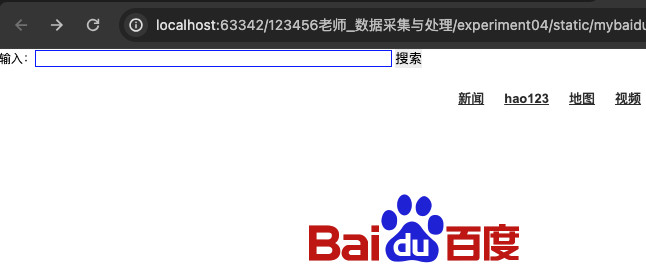 localhost:63342/123456老师_数据采集与处理/experiment04/static/mybaidu
输入： 搜索
新闻 hao123 地图 视频
Bai du 百度